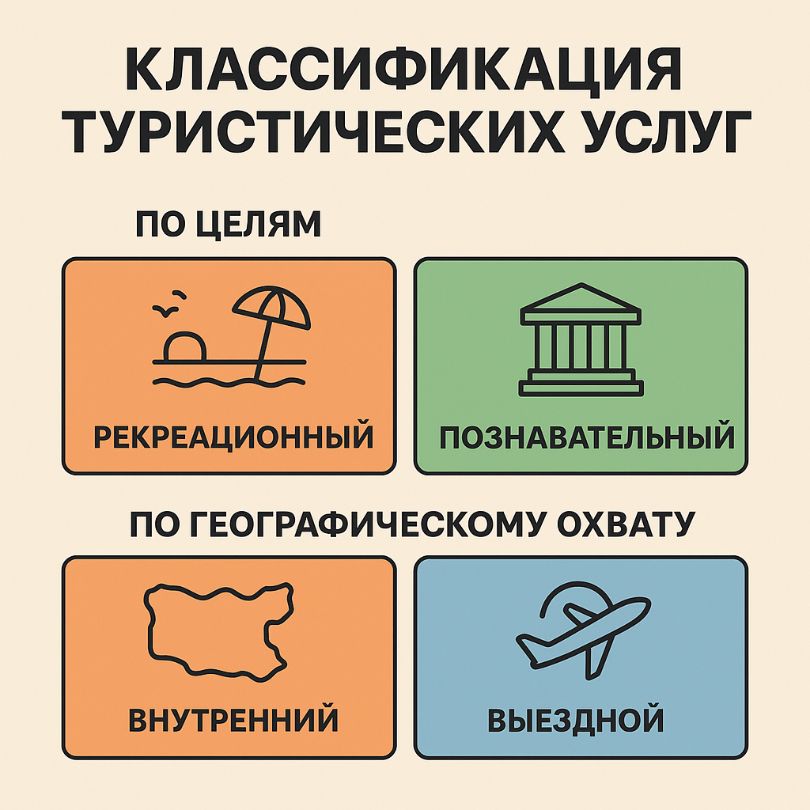 КЛАССИФИКАЦИЯ
ТУРИСТИЧЕСКИХ УСЛУГ
ПО ЦЕЛЯМ
РЕКРЕАЦИОННЫЙ
ПОЗНАВАТЕЛЬНЫЙ
ПО ГЕОГРАФИЧЕСКОМУ ОХВАТУ
ВНУТРЕННИЙ
ВЫЕЗДНОЙ